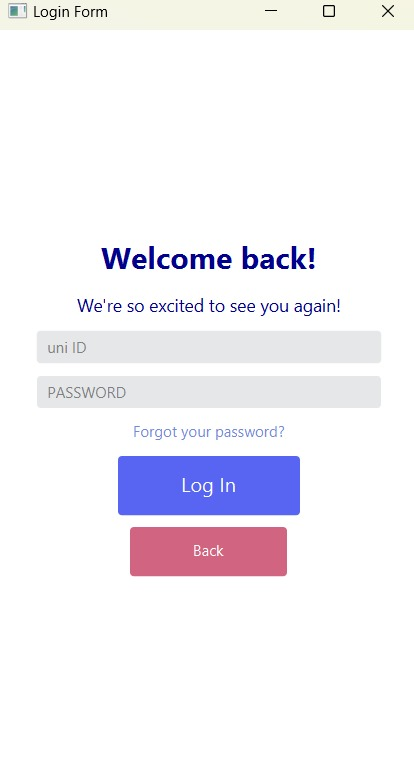 Login Form
Welcome back!
We're so excited to see you again!
uni ID
PASSWORD
Forgot your password?
Log In
Back